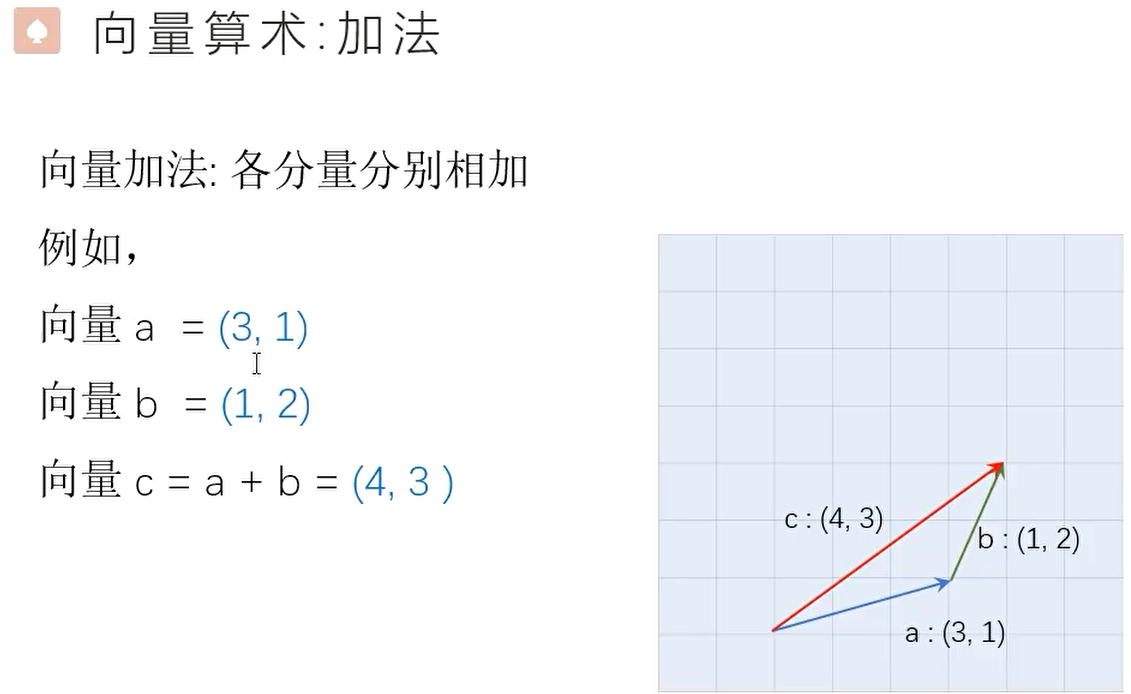 向量算术:加法
向量加法: 各分量分别相加
例如，
向量 a = (3, 1)
向量 b = (1, 2)
向量 c = a + b = (4, 3 )
c : (4, 3)
b : (1, 2)
a : (3, 1)